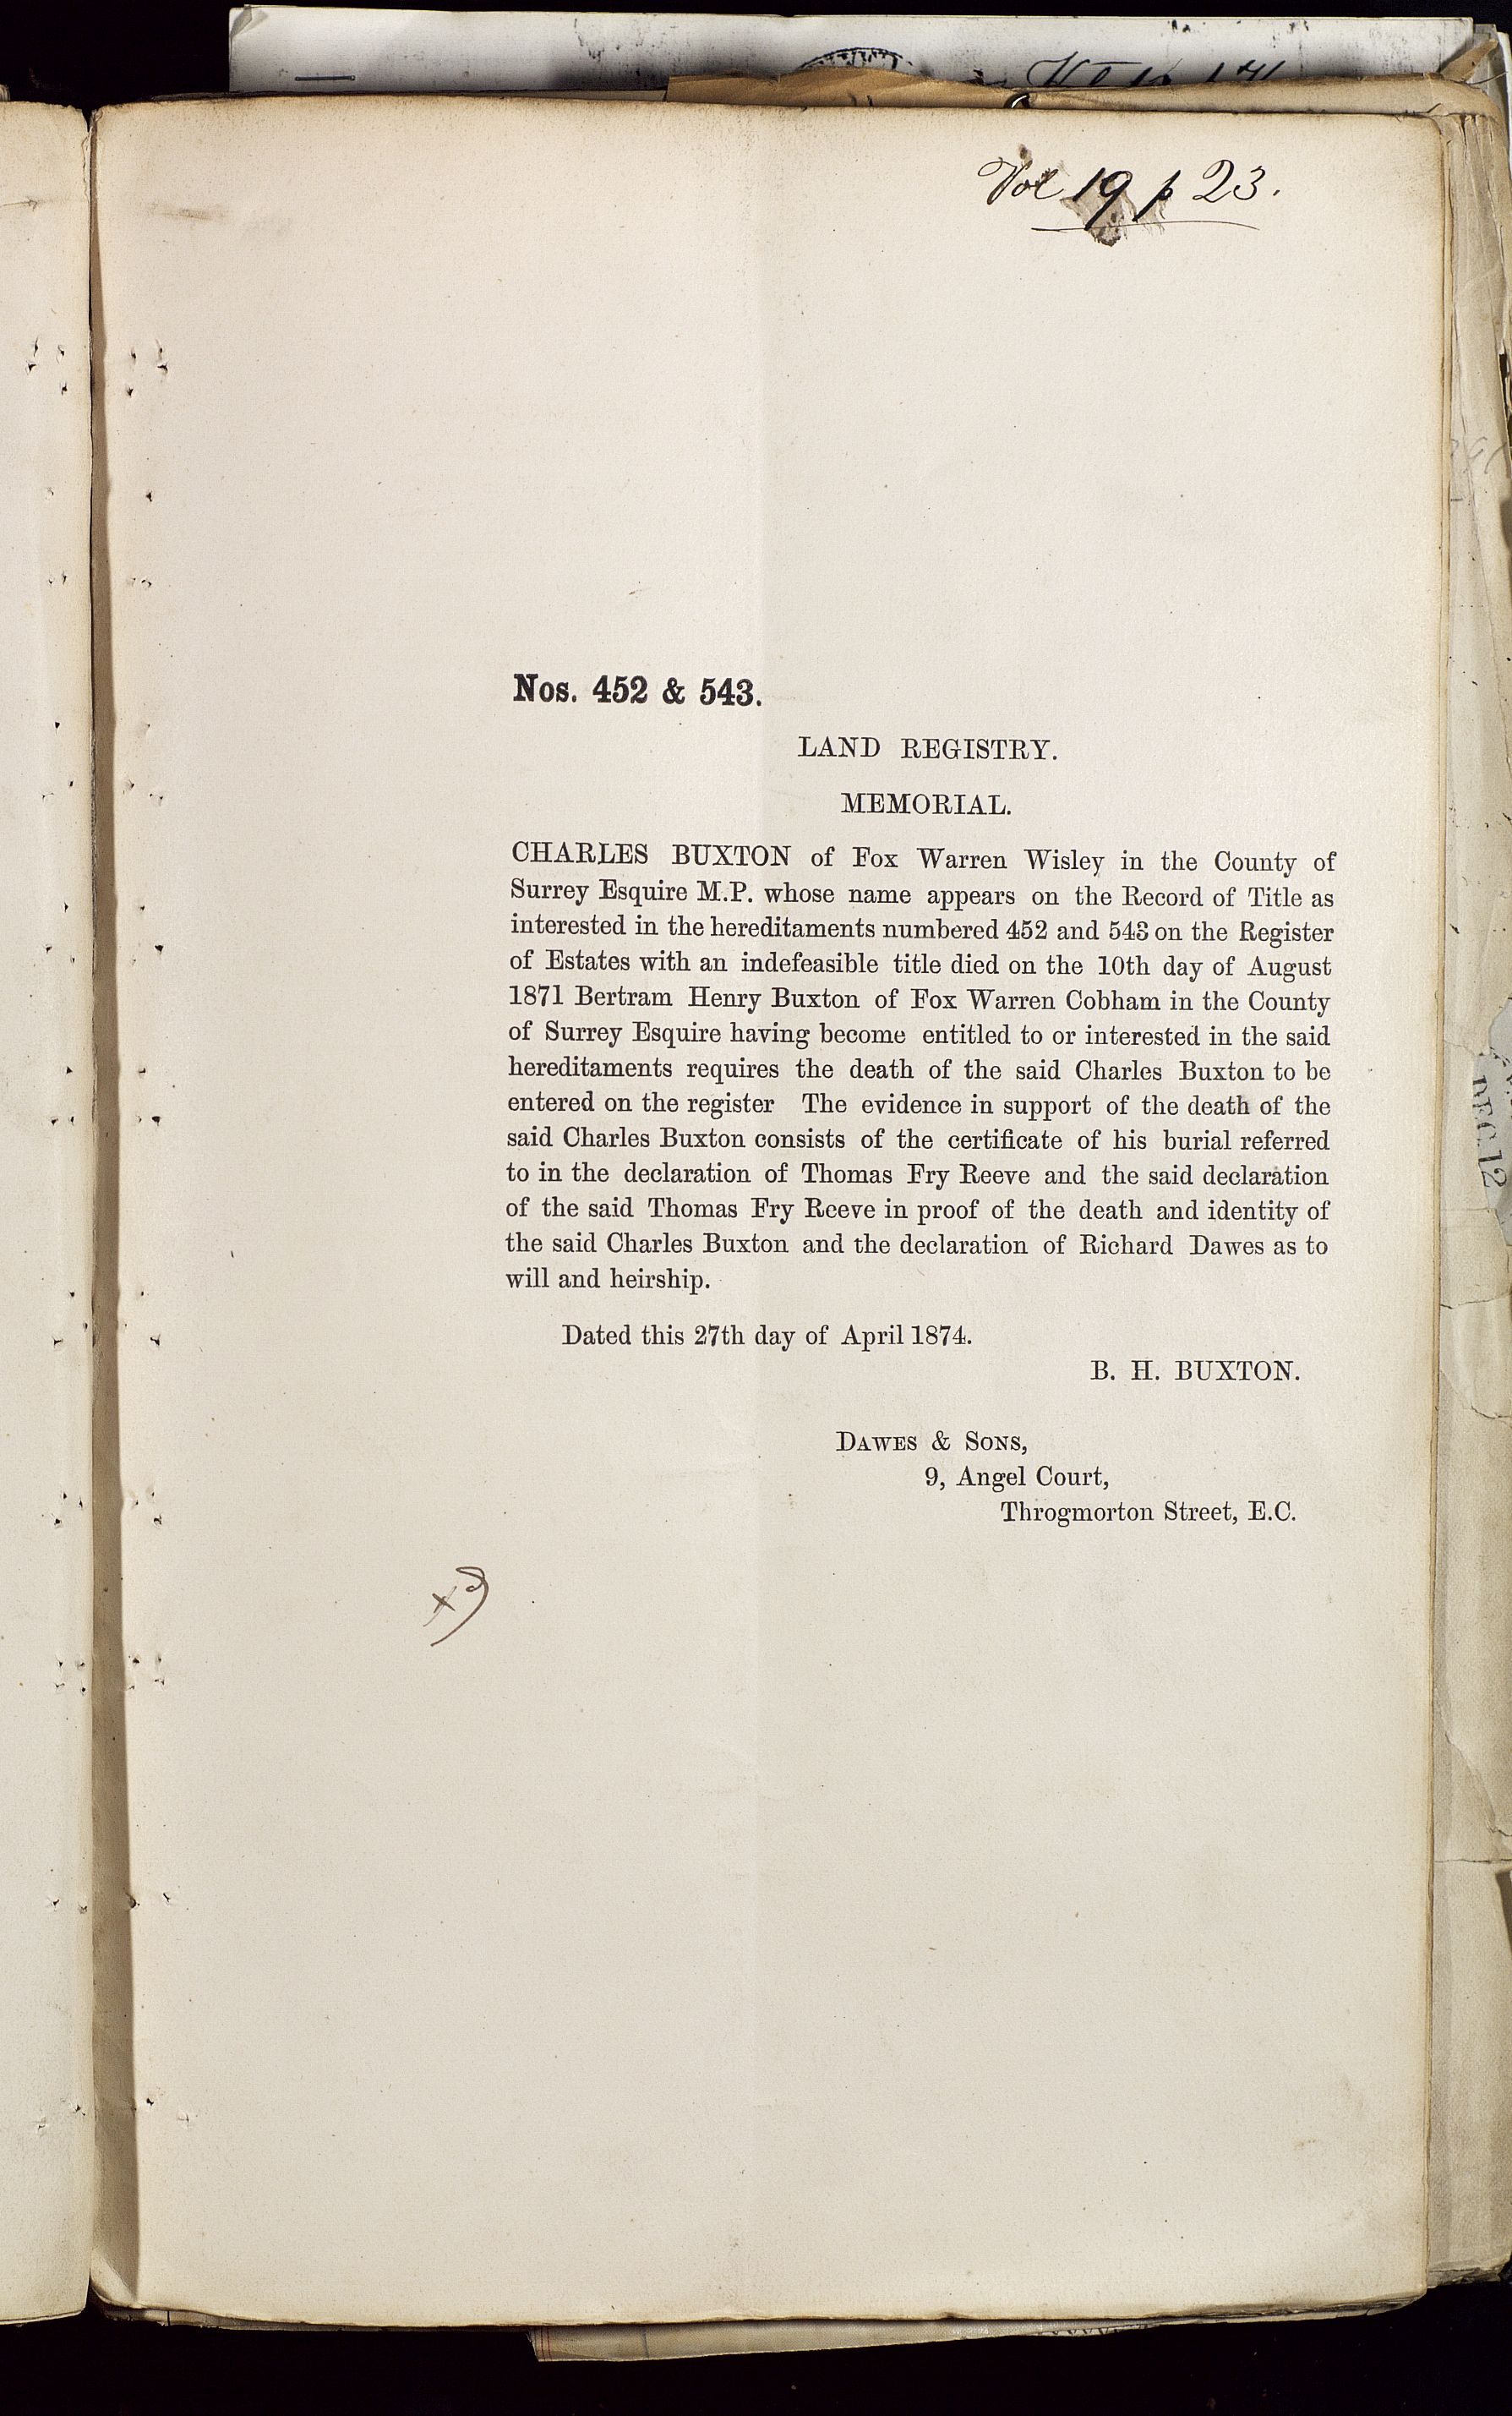 Vol 19 p 23.
Nos. 452 & 543.
LAND REGISTRY.
MEMORIAL.
CHARLES BUXTON of Fox Warren Wisley in the County of
Surrey Esquire M.P. whose name appears on the Record of Title as
interested in the hereditaments numbered 452 and 543 on the Register
of Estates with an indefeasible title died on the 10th day of August
1871 Bertram Henry Buxton of Fox Warren Cobham in the County
of Surrey Esquire having become entitled to or interested in the said
hereditaments requires the death of the said Charles Buxton to be
entered on the register The evidence in support of the death of the
said Charles Buxton consists of the certificate of his burial referred
to in the declaration of Thomas Fry Reeve and the said declaration
of the said Thomas Fry Reeve in proof of the death and identity of
the said Charles Buxton and the declaration of Richard Dawes as to
will and heirship.
Dated this 27th day of April 1874.
B. H. BUXTON.
DAWES & SONS,
9, Angel Court,
Throgmorton Street, E.C.
DEC. 12